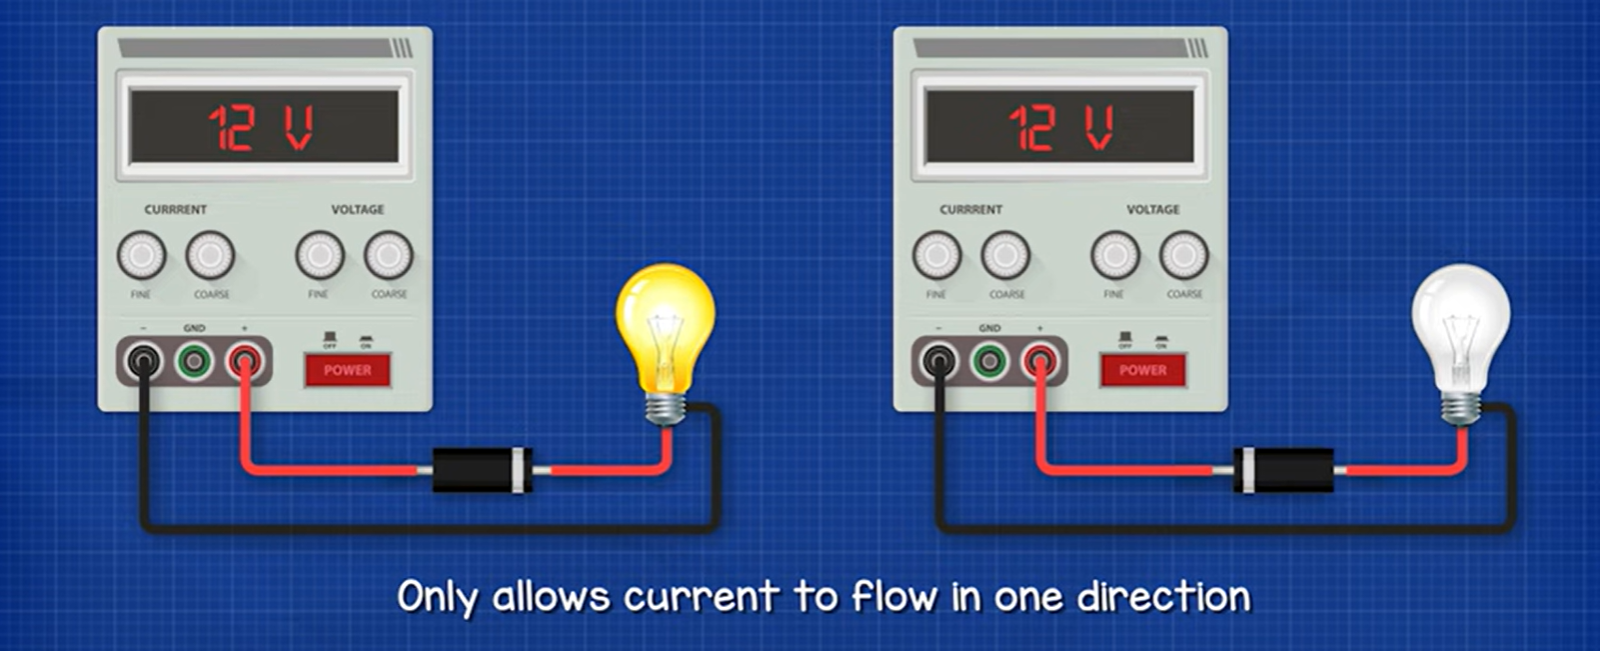 12 V
CURRRENT VOLTAGE
FINE COARSE FINE COARSE
- GND +
OFF ON
POWER
12 V
CURRRENT VOLTAGE
FINE COARSE FINE COARSE
- GND +
OFF ON
POWER
Only allows current to flow in one direction